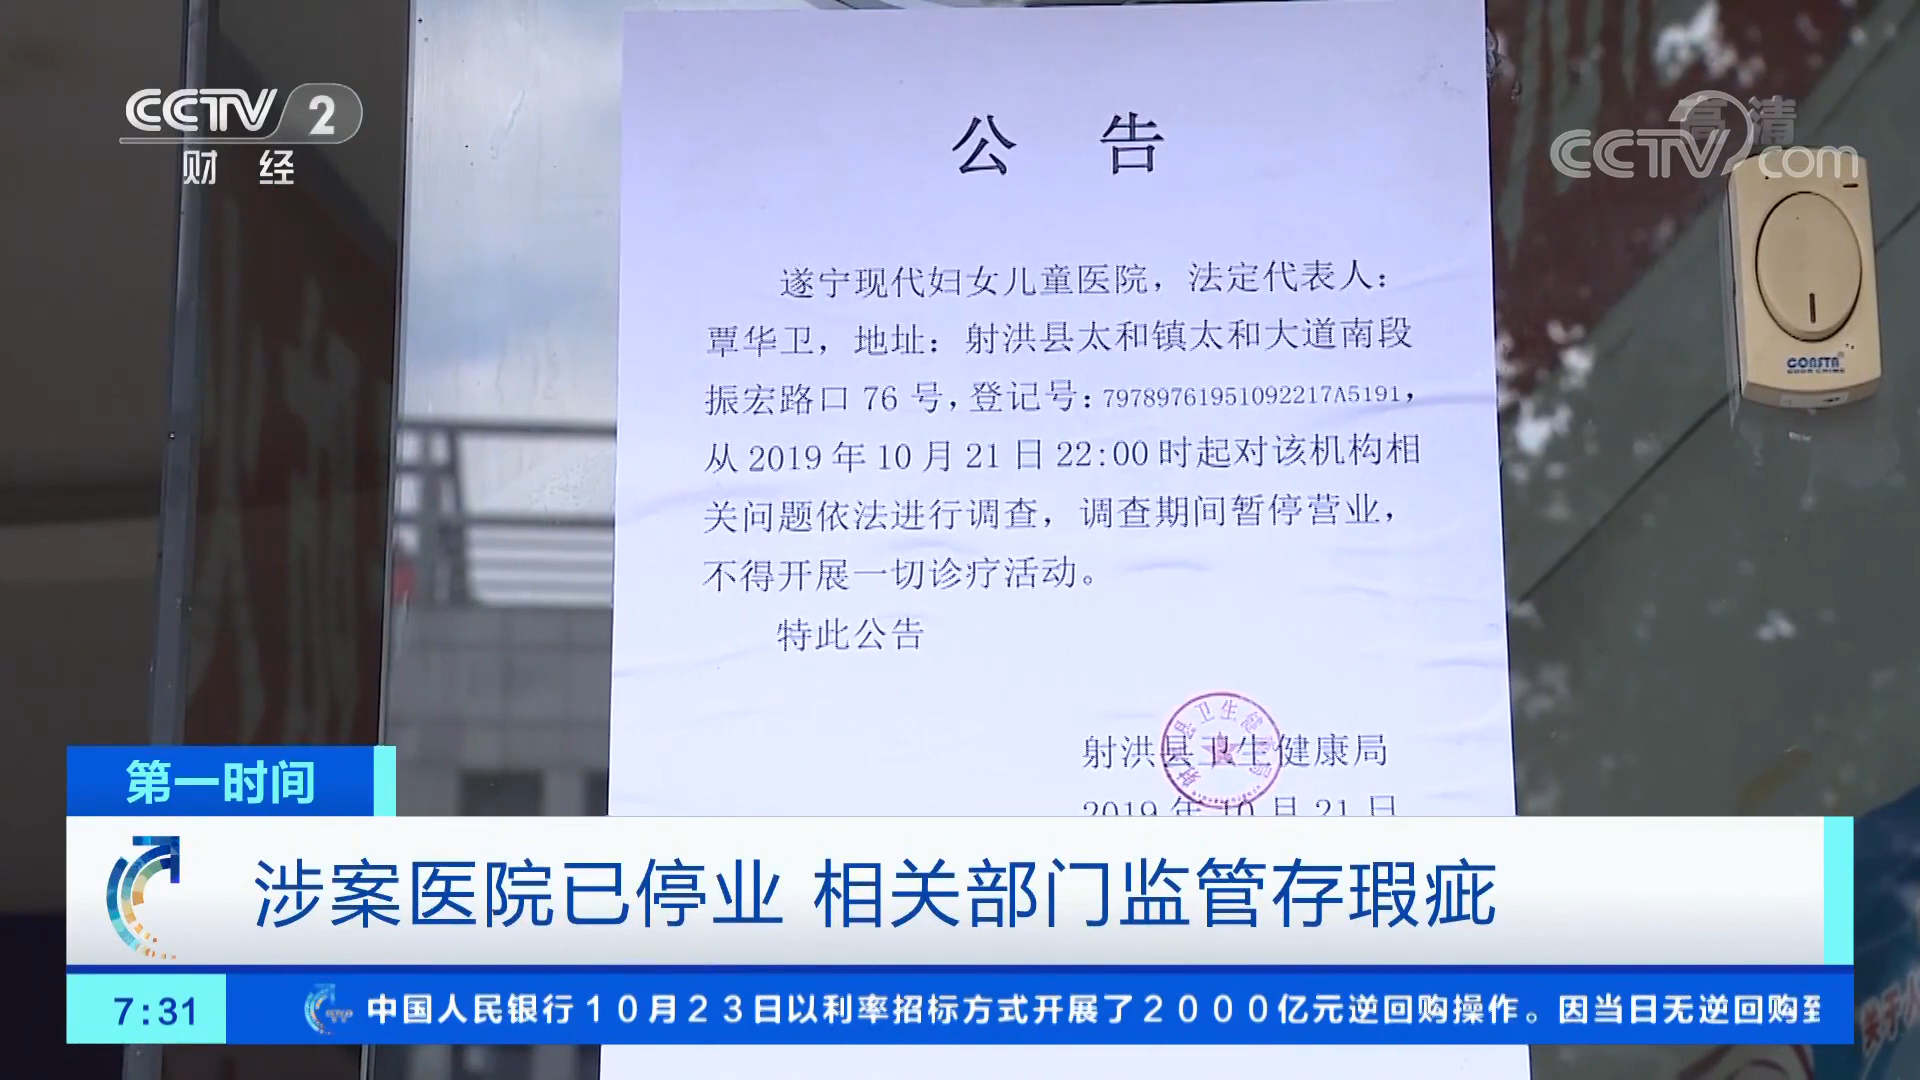 CCTV 2
财 经
高清
CCTV.com
公 告
遂宁现代妇女儿童医院，法定代表人：
覃华卫，地址：射洪县太和镇太和大道南段
振宏路口 76 号，登记号：79789761951092217A5191，
从 2019 年 10 月 21 日 22:00 时起对该机构相
关问题依法进行调查，调查期间暂停营业，
不得开展一切诊疗活动。
特此公告
射洪县卫生健康局
2019 年 10 月 21 日
第一时间
涉案医院已停业 相关部门监管存瑕疵
7:31
中国人民银行10月23日以利率招标方式开展了2000亿元逆回购操作。因当日无逆回购到